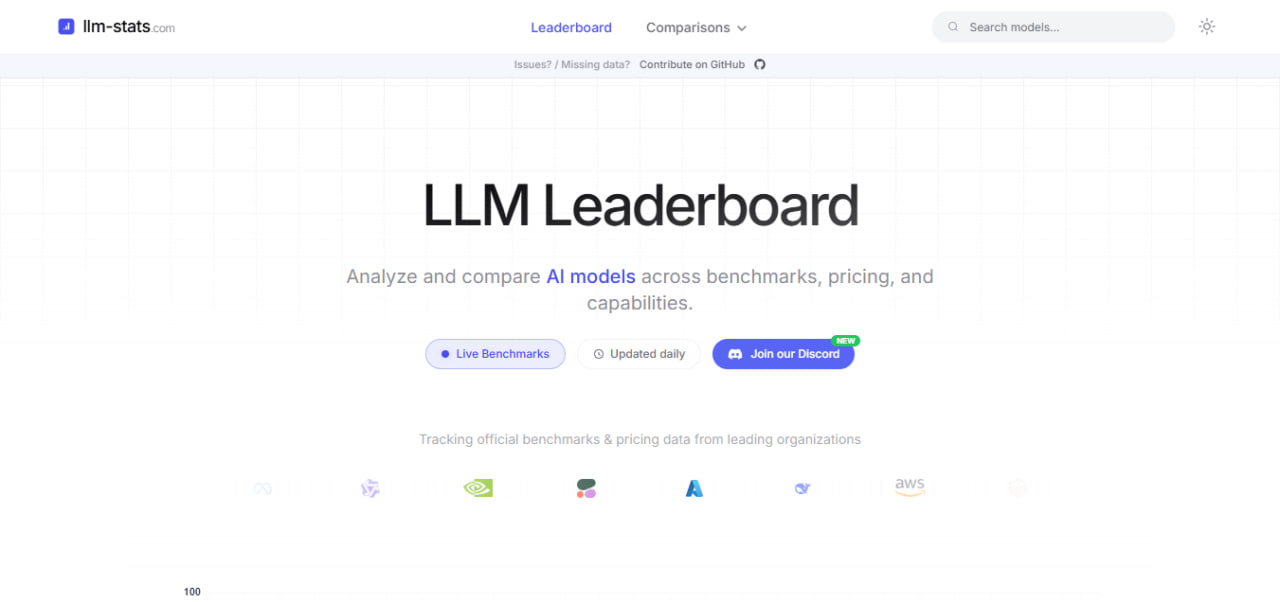 llm-stats.com
Leaderboard
Comparisons
Search models...
Issues? / Missing data? Contribute on GitHub
LLM Leaderboard
Analyze and compare AI models across benchmarks, pricing, and
capabilities.
Live Benchmarks
Updated daily
Join our Discord
NEW
Tracking official benchmarks & pricing data from leading organizations
aws
100